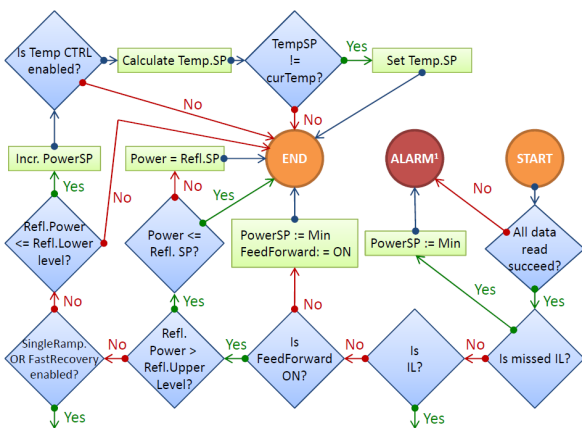 Is Temp CTRL
enabled?
Calculate Temp.SP
TempSP
!=
curTemp?
Yes
Set Temp.SP
No
No
No
Incr. PowerSP
Power = Refl.SP
END
ALARM¹
START
Yes
No
Yes
No
Refl.Power
<= Refl.Lower
level?
Power <=
Refl. SP?
PowerSP := Min
FeedForward: = ON
PowerSP := Min
All data
read
succeed?
No
Yes
No
Yes
Yes
SingleRamp.
OR FastRecovery
enabled?
No
Refl.
Power >
Refl.Upper
Level?
Yes
Is
FeedForward
ON?
No
Is
IL?
No
Is missed IL?
Yes
Yes